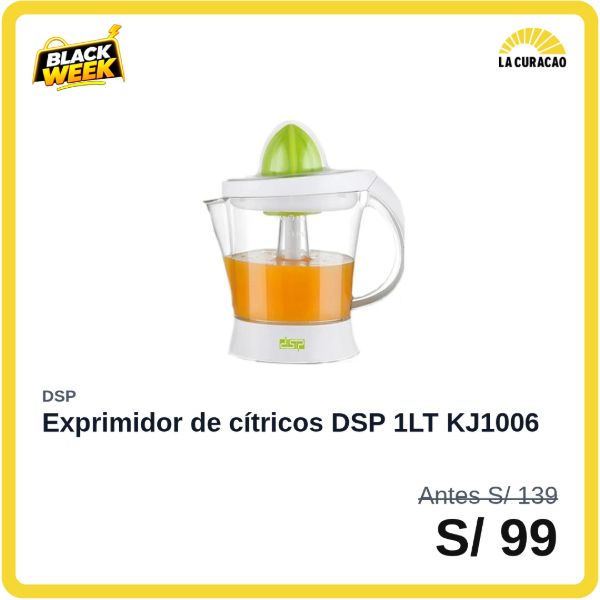 BLACK
WEEK
LA CURACAO
dsp
DSP
Exprimidor de cítricos DSP 1LT KJ1006
Antes S/ 139
S/ 99